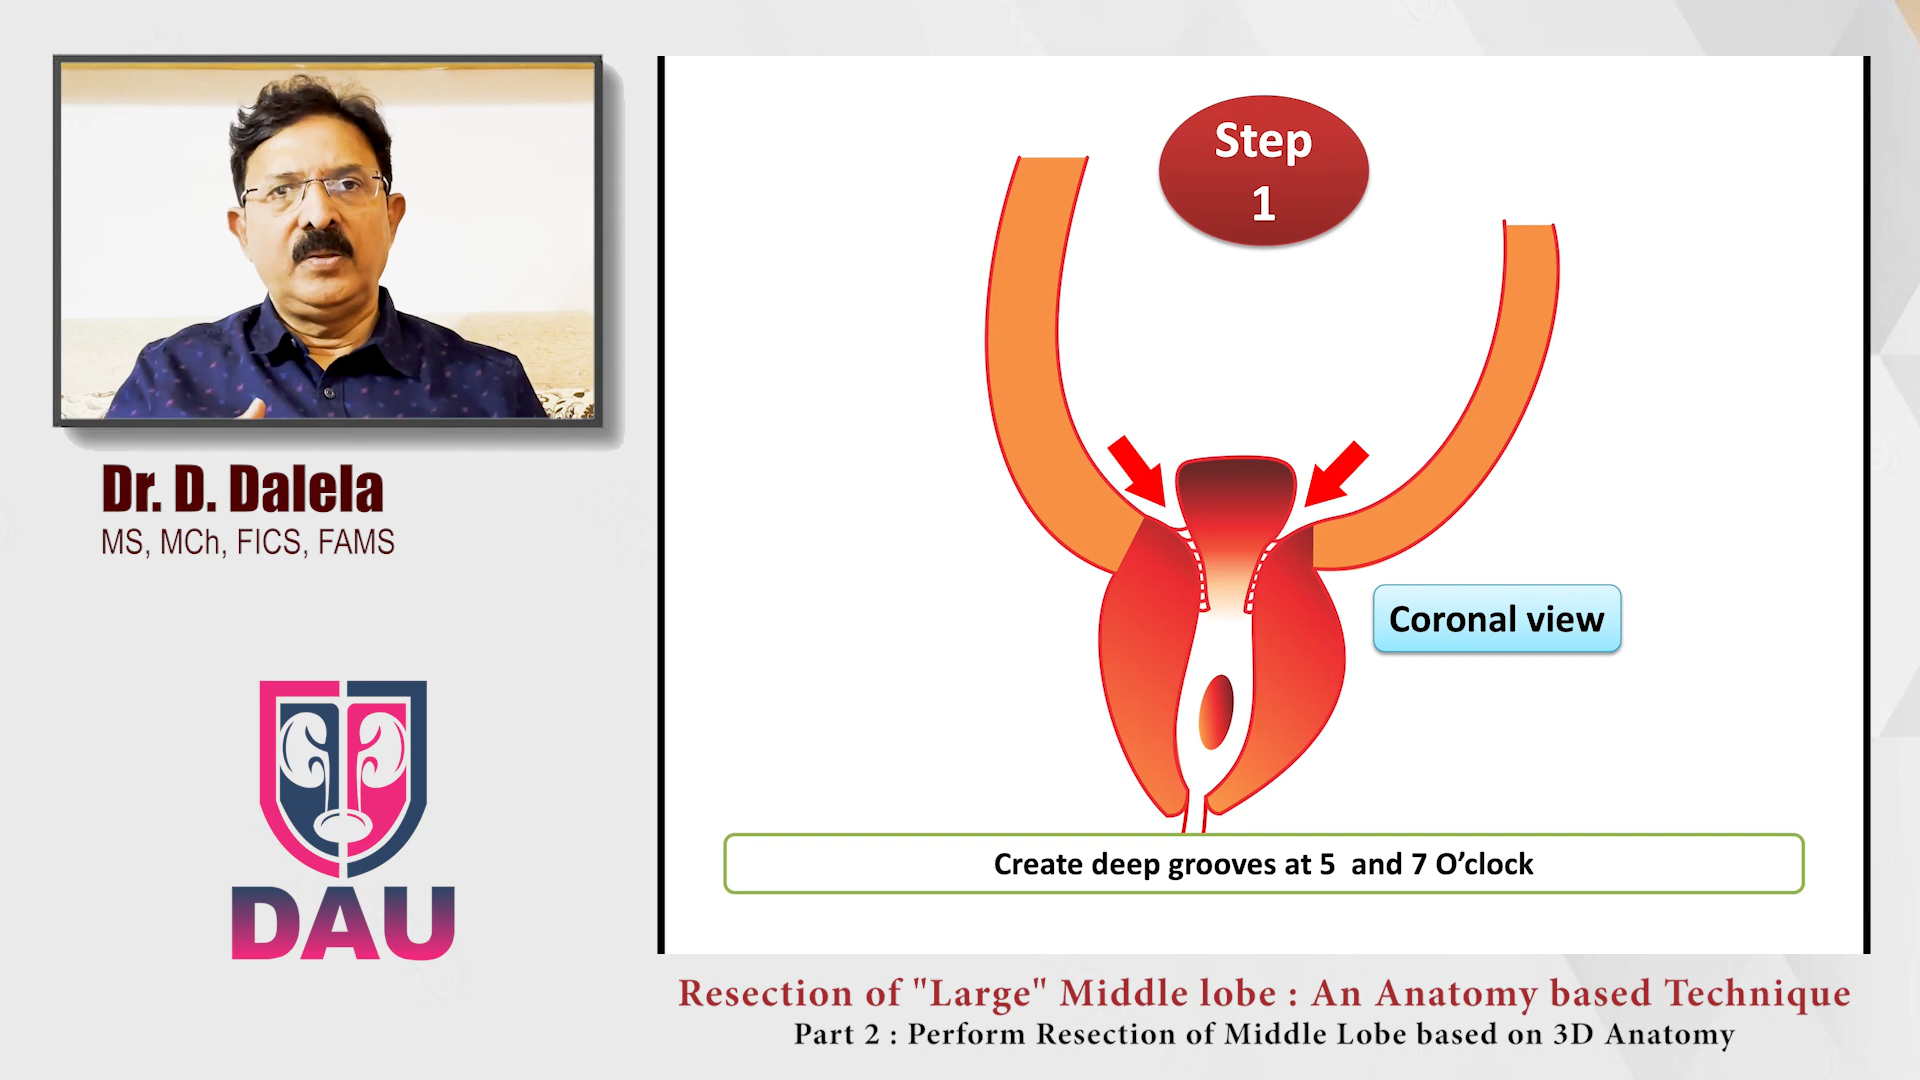 Dr. D. Dalela
MS, MCh, FICS, FAMS
DAU
Step
1
Coronal view
Create deep grooves at 5  and 7 O’clock
Resection of "Large" Middle lobe : An Anatomy based Technique
Part 2 : Perform Resection of Middle Lobe based on 3D Anatomy